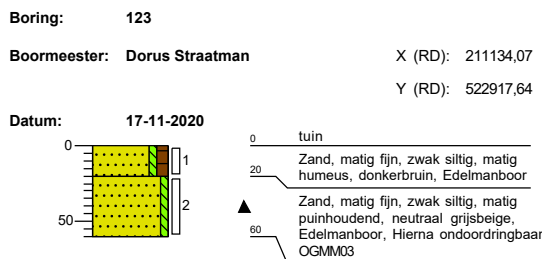 Boring: 123
Boormeester: Dorus Straatman X (RD): 211134,07
Y (RD): 522917,64
Datum: 17-11-2020
0
1
2
50
0 tuin
20 Zand, matig fijn, zwak siltig, matig
humeus, donkerbruin, Edelmanboor
Zand, matig fijn, zwak siltig, matig
puinhoudend, neutraal grijsbeige,
60 Edelmanboor, Hierna ondoordringbaar
OGMM03